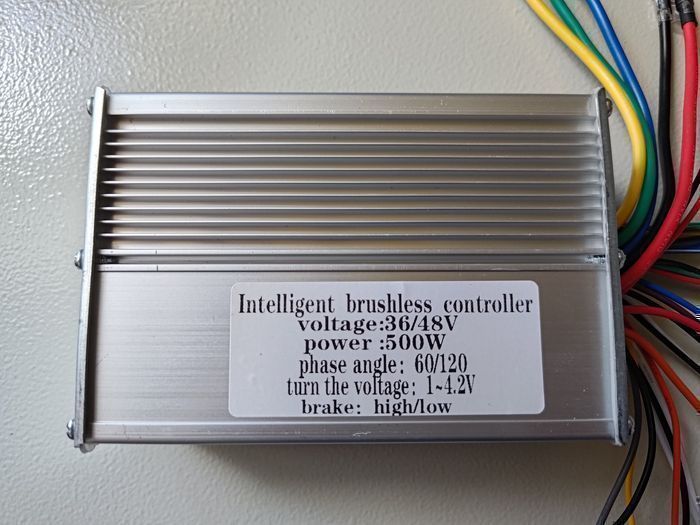 Intelligent brushless controller
voltage:36/48V
power :500W
phase angle: 60/120
turn the voltage: 1~4.2V
brake: high/low